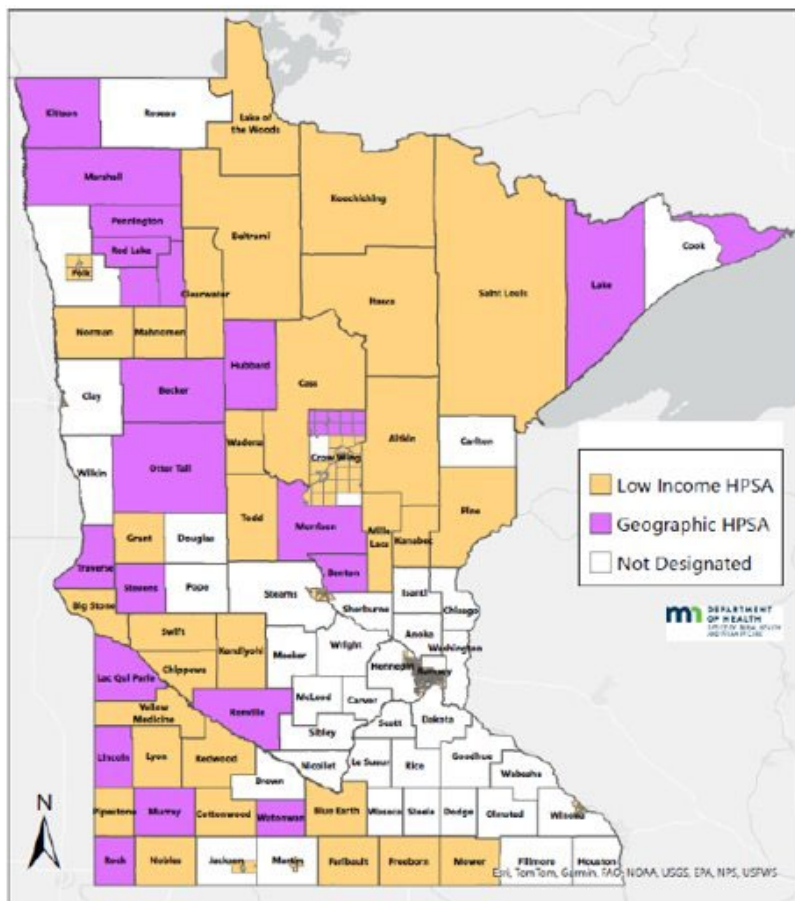 Kittson
Roseau
Lake of
the Woods
Marshall
Koochiching
Pennington
Beltrami
Red Lake
Polk
Cook
Clearwater
Itasca
Saint Louis
Lake
Norman
Mahnomen
Hubbard
Cass
Clay
Becker
Aitkin
Wadena
Crow Wing
Carlton
Otter Tail
Wilkin
Low Income HPSA
Geographic HPSA
Not Designated
Todd
Morrison
Mille
Lacs
Pine
Kanabec
Grant
Douglas
Traverse
Benton
Stevens
Pope
Stearns
Isanti
Big Stone
Sherburne
Chisago
DEPARTMENT
OF HEALTH
Swift
Anoka
Washington
Kandiyohi
Wright
Meeker
Hennepin
Ramsey
Chippewa
Lac Qui Parle
McLeod
Carver
Yellow
Medicine
Renville
Scott
Dakota
Sibley
Lincoln
Lyon
Redwood
Nicollet
Le Sueur
Rice
Goodhue
Wabasha
Brown
N
Pipestone
Murray
Cottonwood
Watonwan
Blue Earth
Waseca
Steele
Dodge
Olmsted
Winona
Rock
Nobles
Jackson
Martin
Faribault
Freeborn
Mower
Fillmore
Houston
Esri, TomTom, Garmin, FAO, NOAA, USGS, EPA, NPS, USFWS